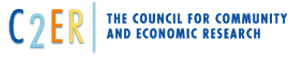 C2ER
THE COUNCIL FOR COMMUNITY
AND ECONOMIC RESEARCH